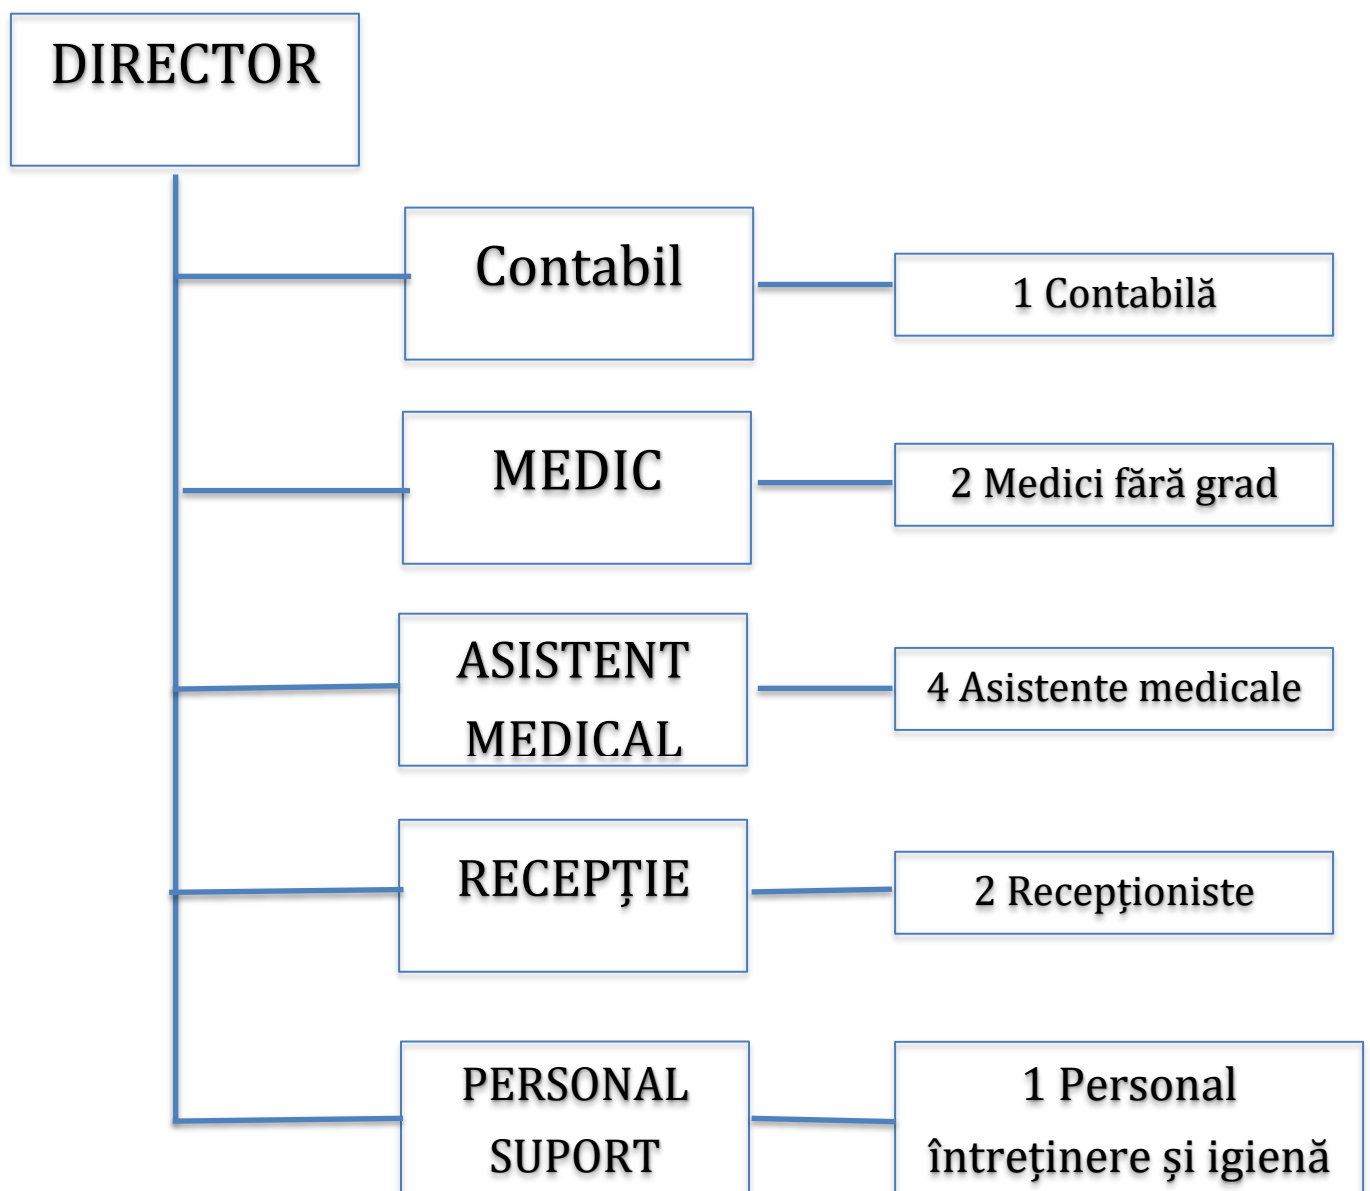 DIRECTOR
Contabil
1 Contabilă
MEDIC
2 Medici fără grad
ASISTENT
MEDICAL
4 Asistente medicale
RECEPȚIE
2 Recepționiste
PERSONAL
SUPORT
1 Personal
întreținere și igienă